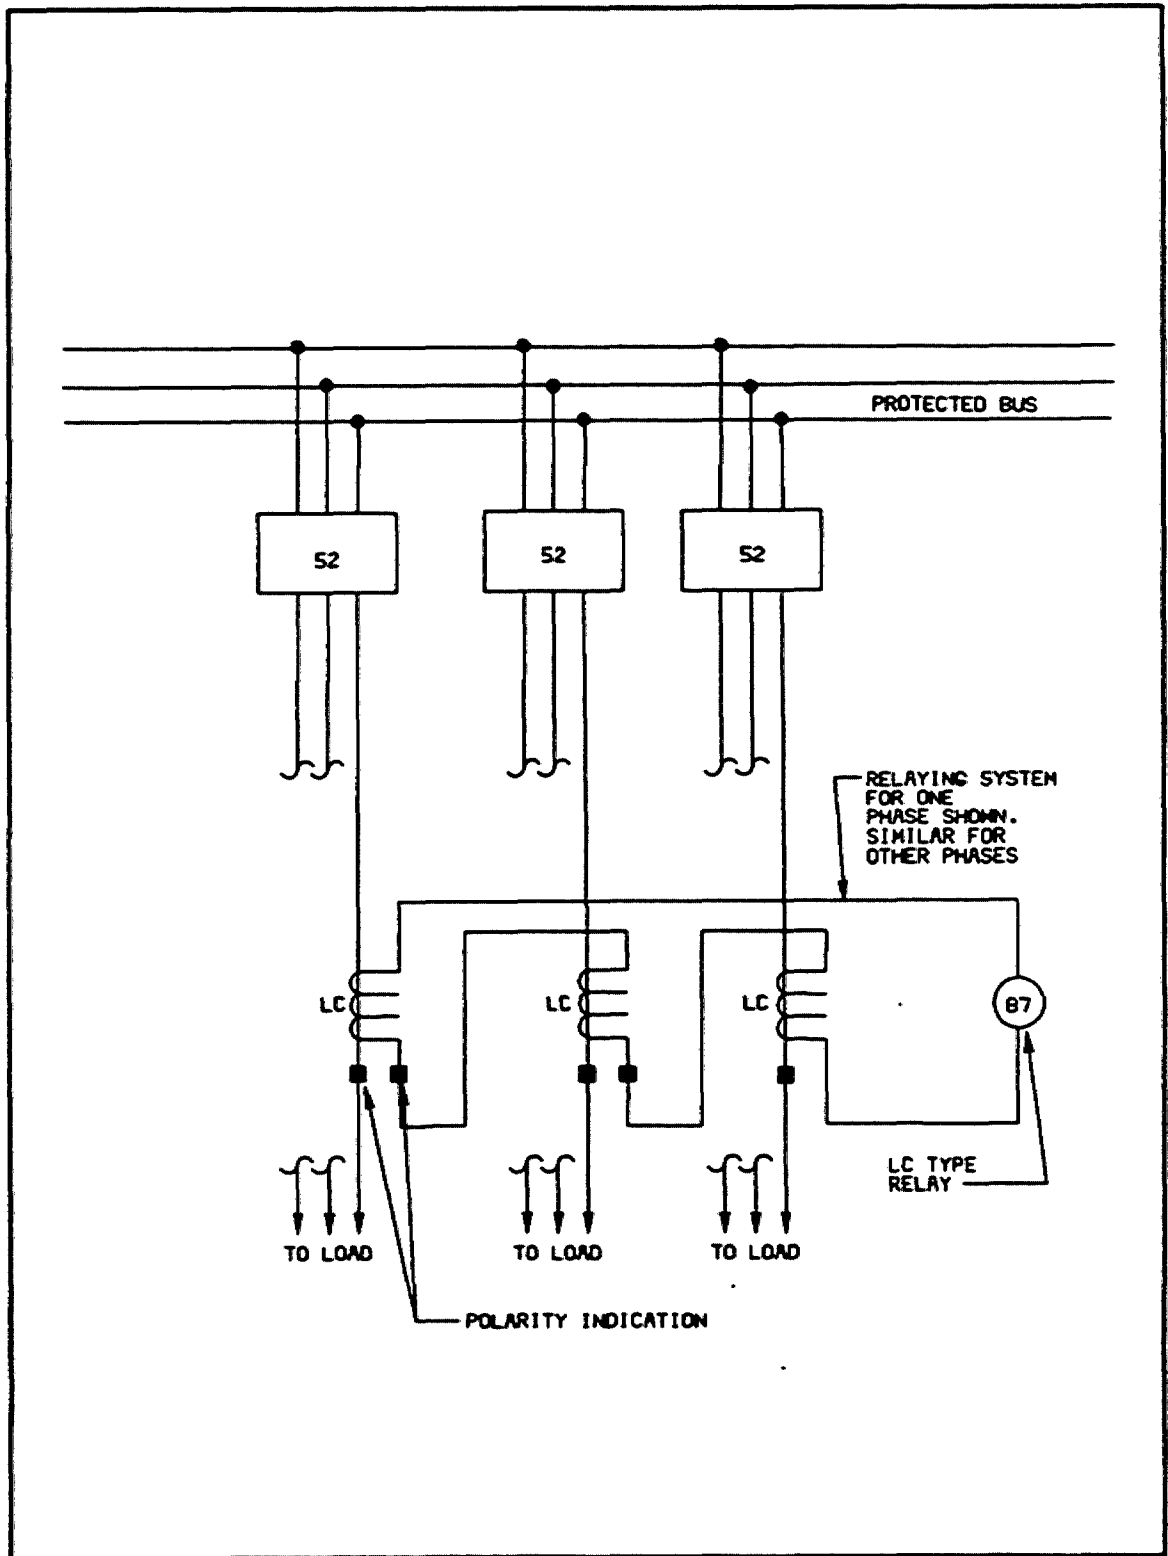 PROTECTED BUS
52
52
52
RELAYING SYSTEM
FOR ONE
PHASE SHOWN.
SIMILAR FOR
OTHER PHASES
LC
LC
LC
87
LC TYPE
RELAY
TO LOAD
TO LOAD
TO LOAD
POLARITY INDICATION